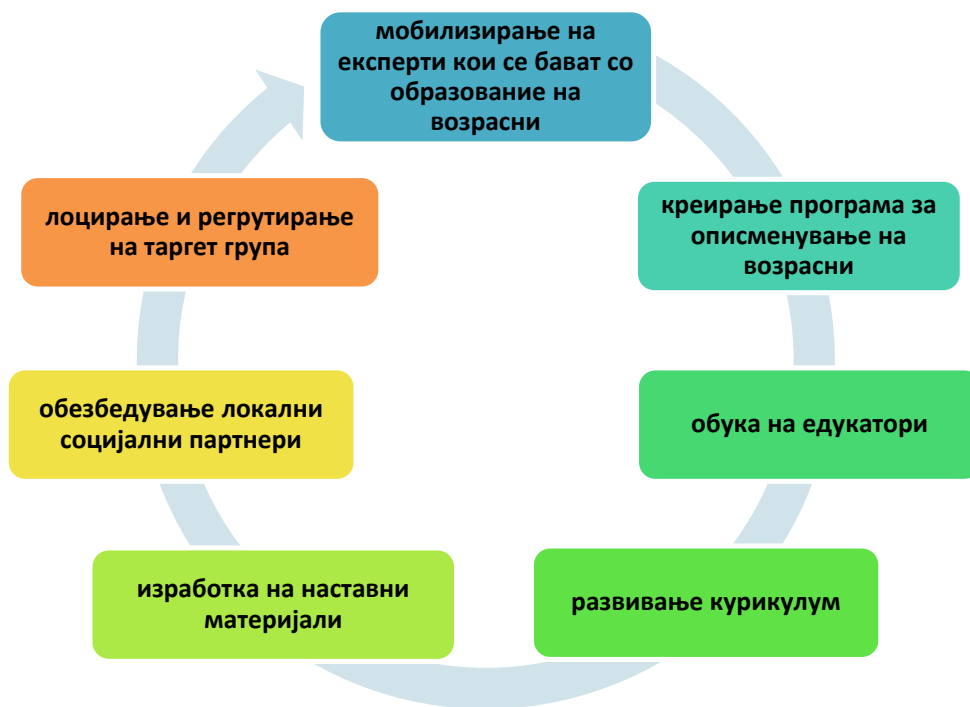 мобилизирање на
експерти кои се бават со
образование на
возрасни
креирање програма за
описменување на
возрасни
обука на едукатори
развивање курикулум
изработка на наставни
материјали
обезбедување локални
социјални партнери
лоцирање и регрутирање
на таргет група